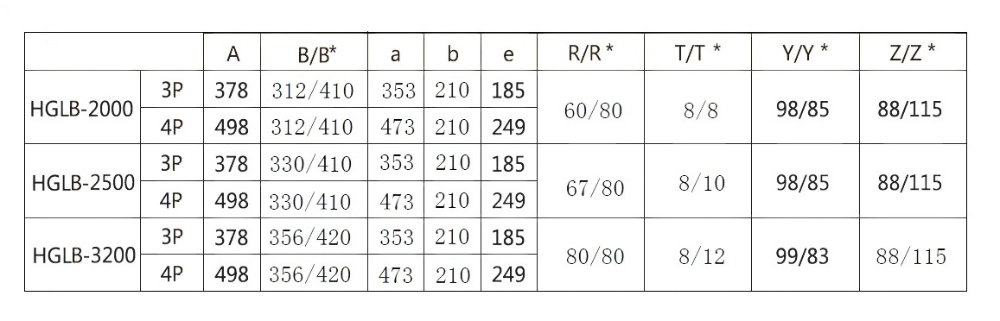 A B/B* a b e R/R* T/T* Y/Y* Z/Z*
HGLB-2000 3P 378 312/410 353 210 185 60/80 8/8 98/85 88/115
4P 498 312/410 473 210 249
HGLB-2500 3P 378 330/410 353 210 185 67/80 8/10 98/85 88/115
4P 498 330/410 473 210 249
HGLB-3200 3P 378 356/420 353 210 185 80/80 8/12 99/83 88/115
4P 498 356/420 473 210 249